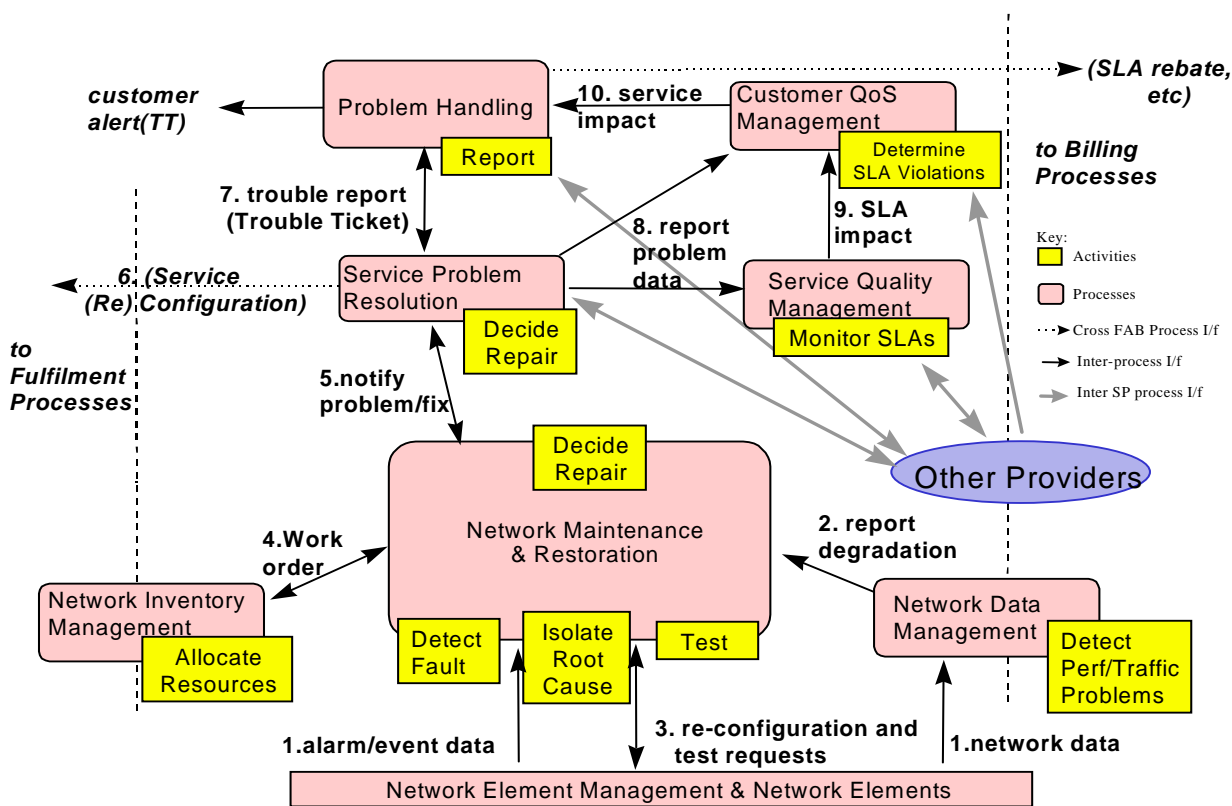 customer
alert(TT)
Problem Handling
Report
10. service
impact
Customer QoS
Management
Determine
SLA Violations
(SLA rebate,
etc)
to Billing
Processes
7. trouble report
(Trouble Ticket)
8. report
problem
data
9. SLA
impact
Key:
Activities
Processes
Cross FAB Process I/f
Inter-process I/f
Inter SP process I/f
6. (Service
(Re) Configuration)
Service Problem
Resolution
Decide
Repair
Service Quality
Management
Monitor SLAs
to
Fulfilment
Processes
5.notify
problem/fix
Decide
Repair
Network Maintenance
& Restoration
Other Providers
4.Work
order
2. report
degradation
Network Inventory
Management
Allocate
Resources
Detect
Fault
Isolate
Root
Cause
Test
Network Data
Management
Detect
Perf/Traffic
Problems
1.alarm/event data
3. re-configuration and
test requests
1.network data
Network Element Management & Network Elements